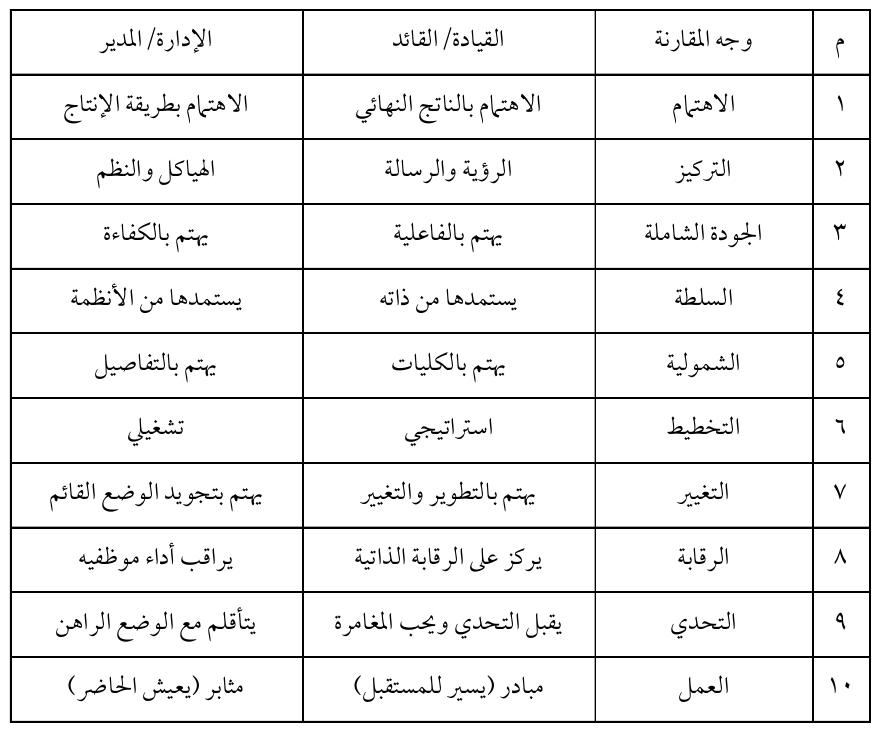 م وجه المقارنة القيادة/ القائد الإدارة/ المدير
١ الاهتمام الاهتمام بالناتج النهائي الاهتمام بطريقة الإنتاج
٢ التركيز الرؤية والرسالة الهياكل والنظم
٣ الجودة الشاملة يهتم بالفاعلية يهتم بالكفاءة
٤ السلطة يستمدها من ذاته يستمدها من الأنظمة
٥ الشمولية يهتم بالكليات يهتم بالتفاصيل
٦ التخطيط استراتيجي تشغيلي
٧ التغيير يهتم بالتطوير والتغيير يهتم بتجويد الوضع القائم
٨ الرقابة يركز على الرقابة الذاتية يراقب أداء موظفيه
٩ التحدي يقبل التحدي ويحب المغامرة يتأقلم مع الوضع الراهن
١٠ العمل مبادر (يسير للمستقبل) مثابر (يعيش الحاضر)